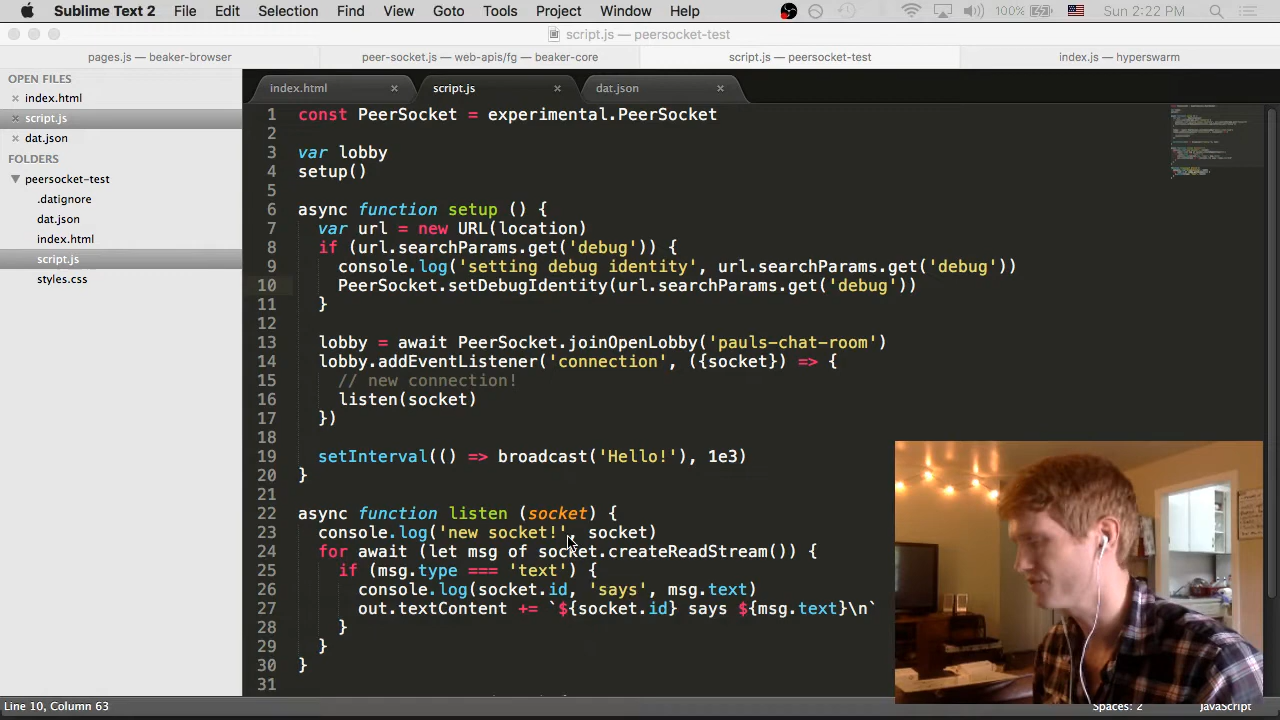 Sublime Text 2 File Edit Selection Find View Goto Tools Project Window Help 100% Sun 2:22 PM
script.js — peersocket-test
pages.js — beaker-browser peer-socket.js — web-apis/fg — beaker-core script.js — peersocket-test index.js — hyperswarm
OPEN FILES
index.html
script.js
dat.json
FOLDERS
peersocket-test
.datignore
dat.json
index.html
script.js
styles.css
index.html script.js dat.json
1 const PeerSocket = experimental.PeerSocket
2
3 var lobby
4 setup()
5
6 async function setup () {
7 var url = new URL(location)
8 if (url.searchParams.get('debug')) {
9 console.log('setting debug identity', url.searchParams.get('debug'))
10 PeerSocket.setDebugIdentity(url.searchParams.get('debug'))
11 }
12
13 lobby = await PeerSocket.joinOpenLobby('pauls-chat-room')
14 lobby.addEventListener('connection', ({socket}) => {
15 // new connection!
16 listen(socket)
17 })
18
19 setInterval(() => broadcast('Hello!'), 1e3)
20 }
21
22 async function listen (socket) {
23 console.log('new socket!', socket)
24 for await (let msg of socket.createReadStream()) {
25 if (msg.type === 'text') {
26 console.log(socket.id, 'says', msg.text)
27 out.textContent += `${socket.id} says ${msg.text}\n`
28 }
29 }
30 }
31
Line 10, Column 63 Spaces: 2 JavaScript